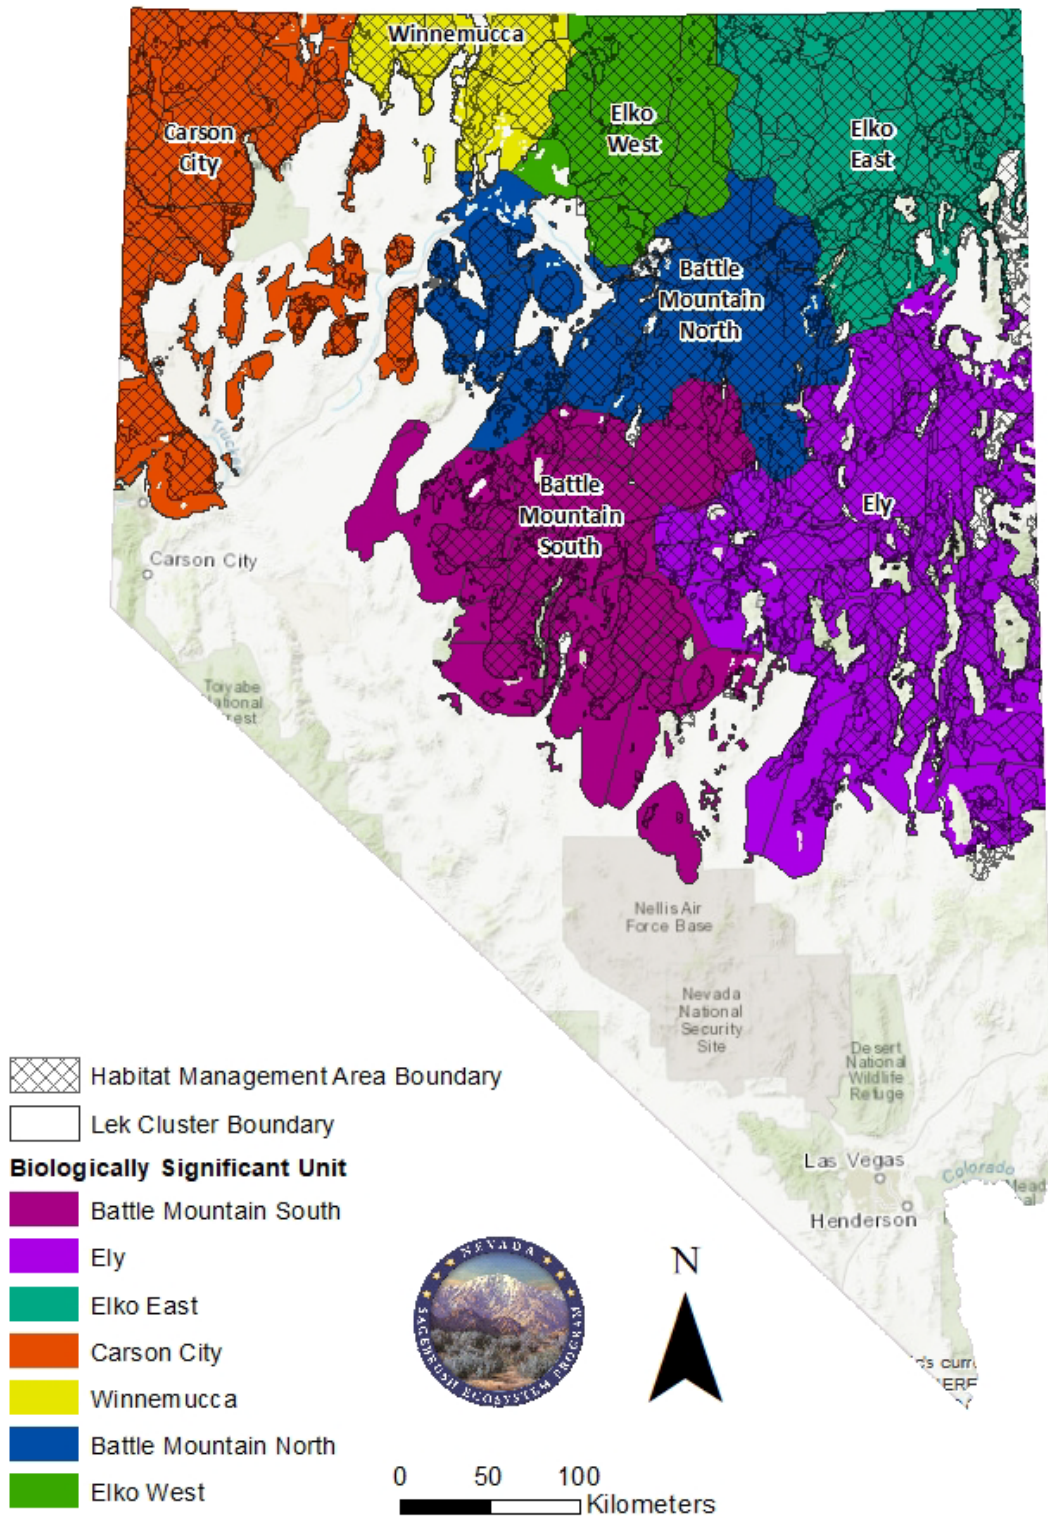 Winnemucca
Carson
City
Elko
West
Elko
East
Battle
Mountain
North
Battle
Mountain
South
Ely
Carson City
Nellis Air
Force Base
Nevada
National
Security
Site
Desert
National
Wildlife
Refuge
Las Vegas
Henderson
Colorado
Habitat Management Area Boundary
Lek Cluster Boundary
Biologically Significant Unit
Battle Mountain South
Ely
Elko East
Carson City
Winnemucca
Battle Mountain North
Elko West
NEVADA
SAGEBRUSH ECOSYSTEM PROGRAM
N
0 50 100
Kilometers